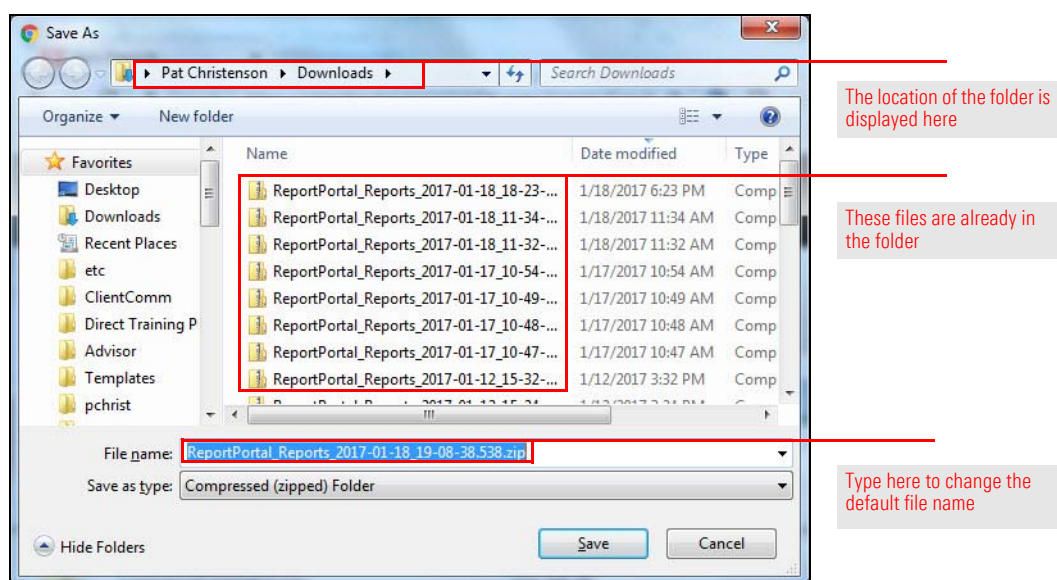 Save As
Pat Christenson Downloads
Search Downloads
The location of the folder is
displayed here
Organize New folder
Name Date modified Type
Favorites
Desktop
Downloads
Recent Places
etc
ClientComm
Direct Training P
Advisor
Templates
pchrist
ReportPortal_Reports_2017-01-18_18-23-... 1/18/2017 6:23 PM Comp
ReportPortal_Reports_2017-01-18_11-34-... 1/18/2017 11:34 AM Comp
ReportPortal_Reports_2017-01-18_11-32-... 1/18/2017 11:32 AM Comp
ReportPortal_Reports_2017-01-17_10-54-... 1/17/2017 10:54 AM Comp
ReportPortal_Reports_2017-01-17_10-49-... 1/17/2017 10:49 AM Comp
ReportPortal_Reports_2017-01-17_10-48-... 1/17/2017 10:48 AM Comp
ReportPortal_Reports_2017-01-17_10-47-... 1/17/2017 10:47 AM Comp
ReportPortal_Reports_2017-01-12_15-32-... 1/12/2017 3:32 PM Comp
These files are already in
the folder
File name: ReportPortal_Reports_2017-01-18_19-08-38.538.zip
Save as type: Compressed (zipped) Folder
Type here to change the
default file name
Hide Folders
Save Cancel